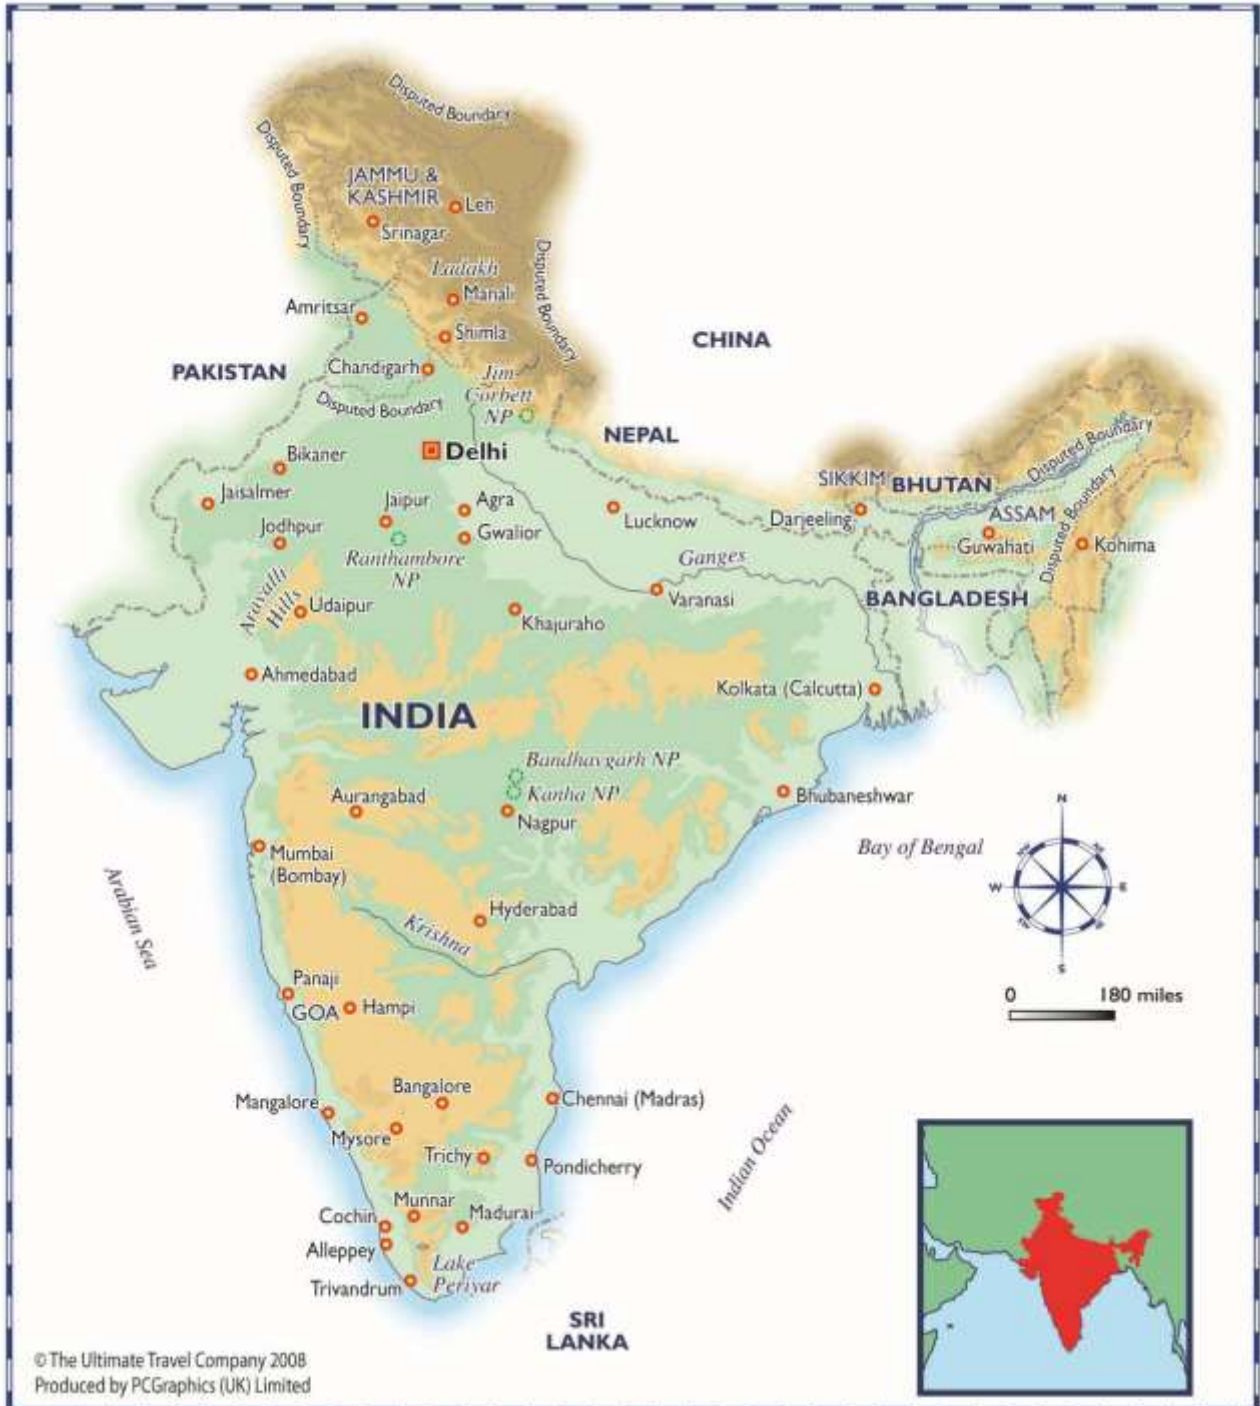 Disputed Boundary
Disputed Boundary
JAMMU &
KASHMIR
Leh
Srinagar
Ladakh
Disputed Boundary
Manali
Amritsar
Shimla
CHINA
PAKISTAN
Chandigarh
Jim
Corbett
NP
Disputed Boundary
NEPAL
Disputed Boundary
Delhi
Bikaner
SIKKIM
BHUTAN
Disputed Boundary
Jaisalmer
Jaipur
Agra
Lucknow
Darjeeling
ASSAM
Jodhpur
Gwalior
Guwahati
Kohima
Ranthambore
NP
Ganges
Aravalli
Hills
Udaipur
Varanasi
BANGLADESH
Khajuraho
Ahmedabad
Kolkata (Calcutta)
INDIA
Bandhavgarh NP
Kanha NP
Aurangabad
Nagpur
Bhubaneshwar
N
NE
E
SE
S
SW
W
NW
Bay of Bengal
Mumbai
(Bombay)
Arabian Sea
Hyderabad
Krishna
Panaji
GOA
Hampi
0 180 miles
Bangalore
Chennai (Madras)
Mangalore
Mysore
Trichy
Pondicherry
Indian Ocean
Munnar
Cochin
Madurai
Alleppey
Lake
Periyar
Trivandrum
SRI
LANKA
© The Ultimate Travel Company 2008
Produced by PCGraphics (UK) Limited